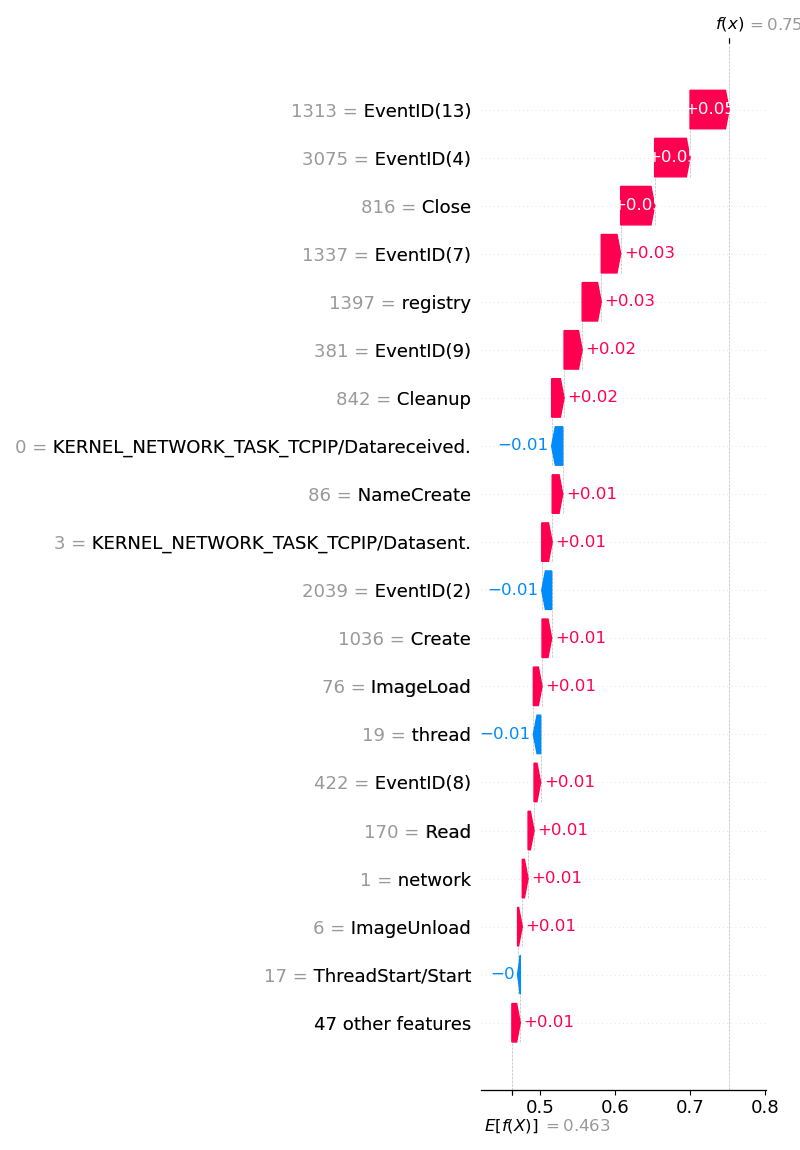 f(x) = 0.75
1313 = EventID(13) +0.05
3075 = EventID(4)
816 = Close
1337 = EventID(7) +0.03
1397 = registry +0.03
381 = EventID(9) +0.02
842 = Cleanup +0.02
0 = KERNEL_NETWORK_TASK_TCPIP/Datareceived. −0.01
86 = NameCreate +0.01
3 = KERNEL_NETWORK_TASK_TCPIP/Datasent. +0.01
2039 = EventID(2) −0.01
1036 = Create +0.01
76 = ImageLoad +0.01
19 = thread −0.01
422 = EventID(8) +0.01
170 = Read +0.01
1 = network +0.01
6 = ImageUnload +0.01
17 = ThreadStart/Start −0
47 other features +0.01
0.5 0.6 0.7 0.8
E[f(X)] = 0.463